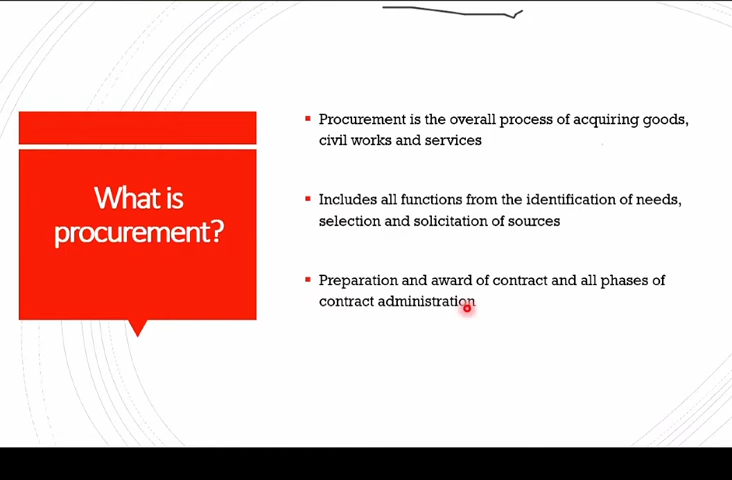 What is
procurement?
Procurement is the overall process of acquiring goods,
civil works and services
Includes all functions from the identification of needs,
selection and solicitation of sources
Preparation and award of contract and all phases of
contract administration